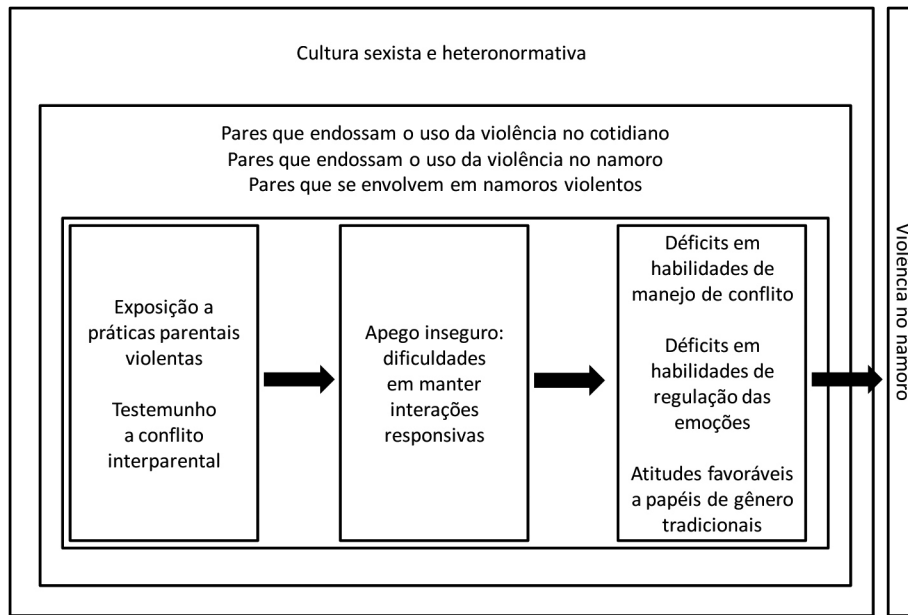 Cultura sexista e heteronormativa
Pares que endossam o uso da violência no cotidiano
Pares que endossam o uso da violência no namoro
Pares que se envolvem em namoros violentos
Exposição a
práticas parentais
violentas
Testemunho
a conflito
interparental
Apego inseguro:
dificuldades
em manter
interações
responsivas
Déficits em
habilidades de
manejo de conflito
Déficits em
habilidades de
regulação das
emoções
Atitudes favoráveis
a papéis de gênero
tradicionais
Violência no namoro